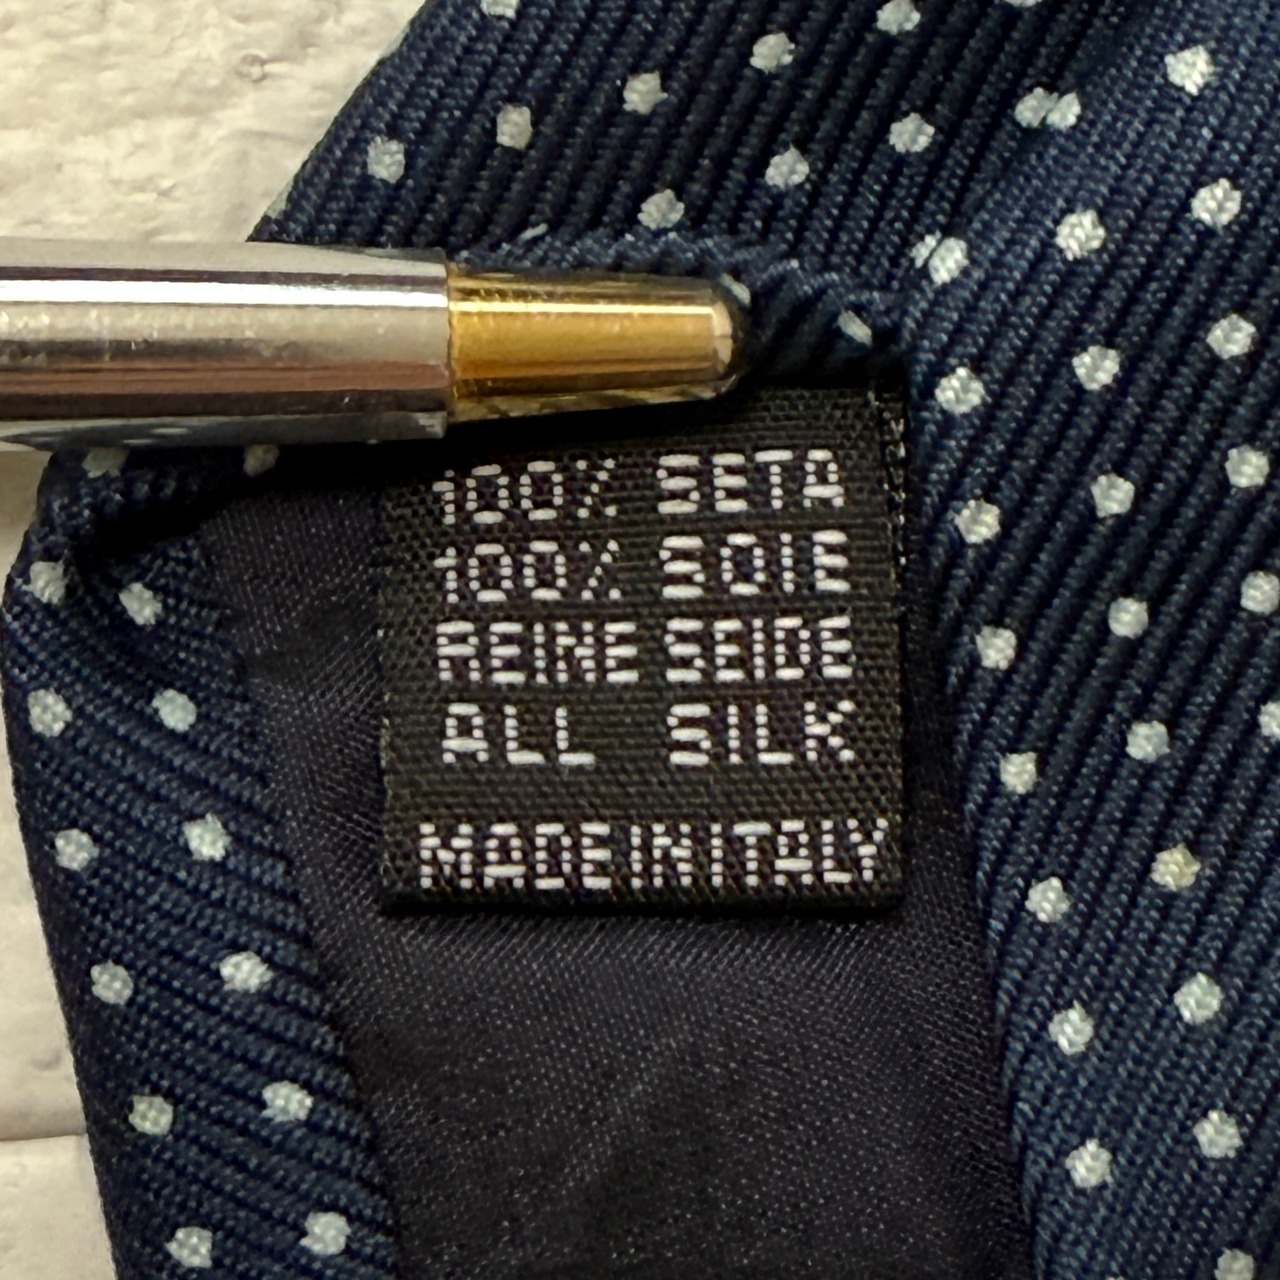 100% SETA
100% SOIE
REINE SEIDE
ALL SILK
MADE IN ITALY